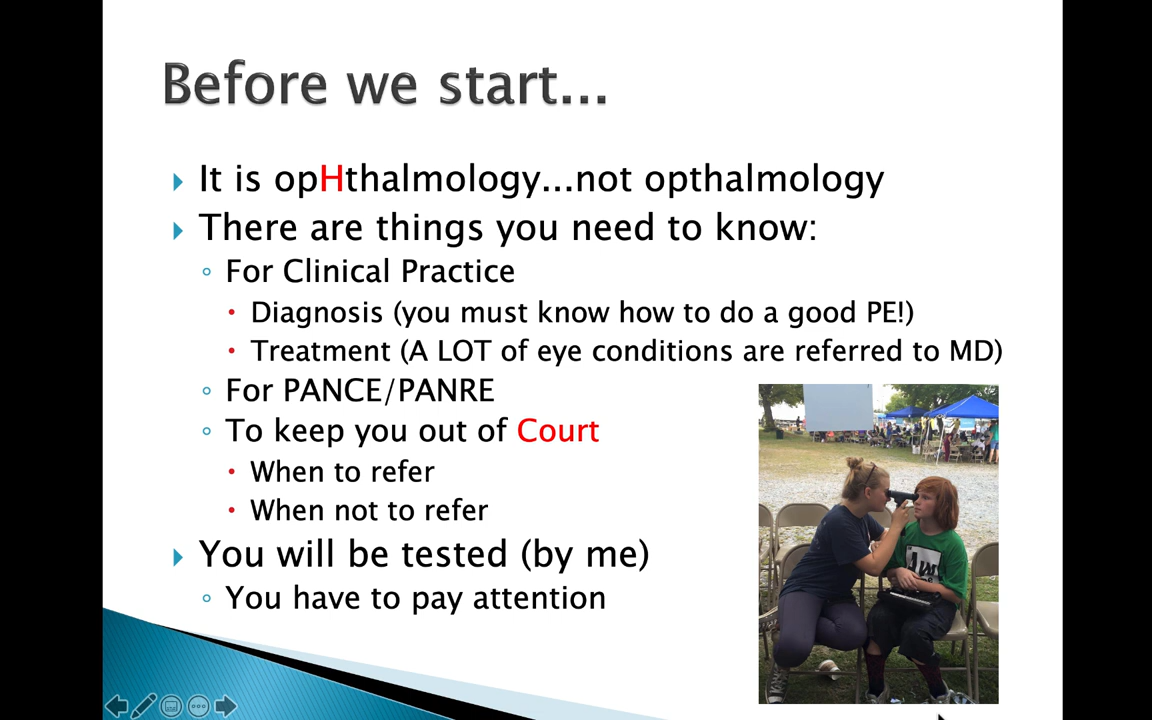 Before we start...
It is opHthalmology...not opthalmology
There are things you need to know:
For Clinical Practice
Diagnosis (you must know how to do a good PE!)
Treatment (A LOT of eye conditions are referred to MD)
For PANCE/PANRE
To keep you out of Court
When to refer
When not to refer
You will be tested (by me)
You have to pay attention